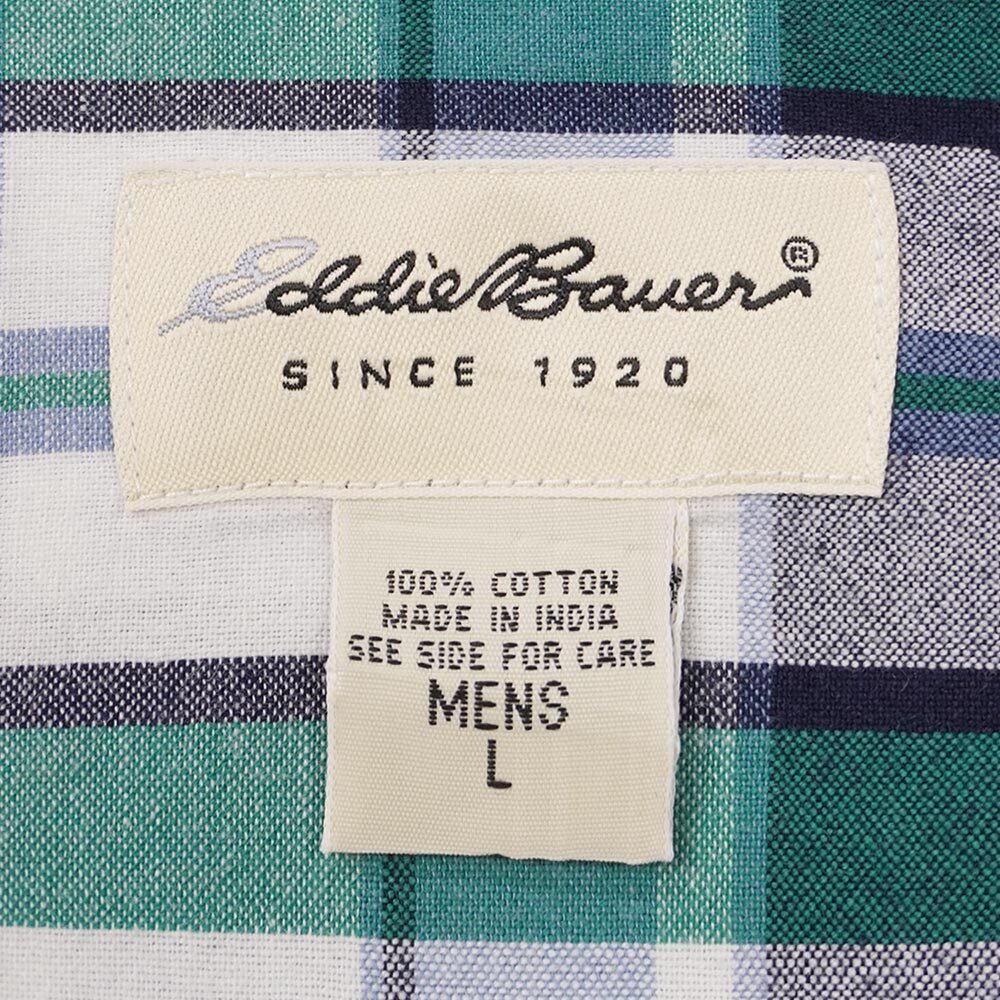 Eddie Bauer®
SINCE 1920
100% COTTON
MADE IN INDIA
SEE SIDE FOR CARE
MENS
L